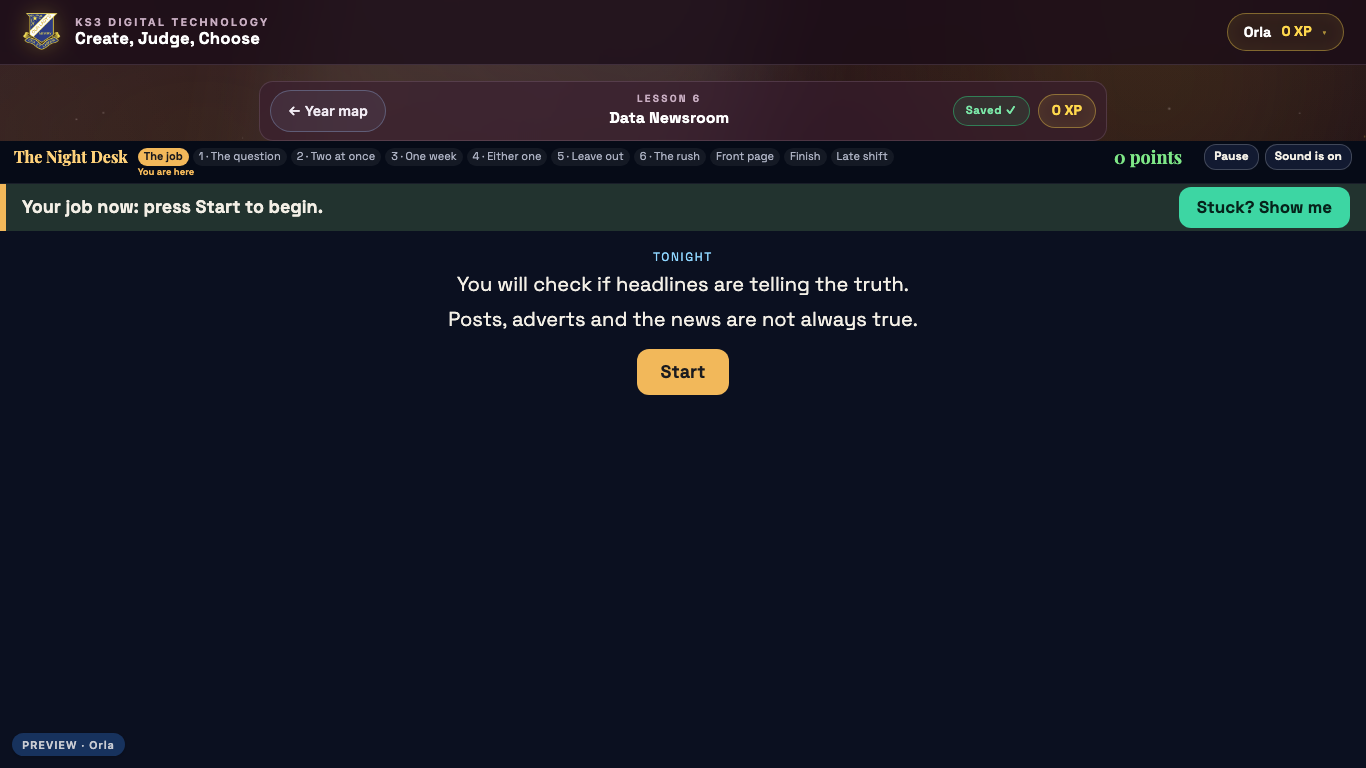 KS3 DIGITAL TECHNOLOGY
Create, Judge, Choose
Orla 0 XP
← Year map
LESSON 6
Data Newsroom
Saved ✓
0 XP
The Night Desk
The job
1 · The question
2 · Two at once
3 · One week
4 · Either one
5 · Leave out
6 · The rush
Front page
Finish
Late shift
You are here
0 points
Pause
Sound is on
Your job now: press Start to begin.
Stuck? Show me
TONIGHT
You will check if headlines are telling the truth.
Posts, adverts and the news are not always true.
Start
PREVIEW · Orla